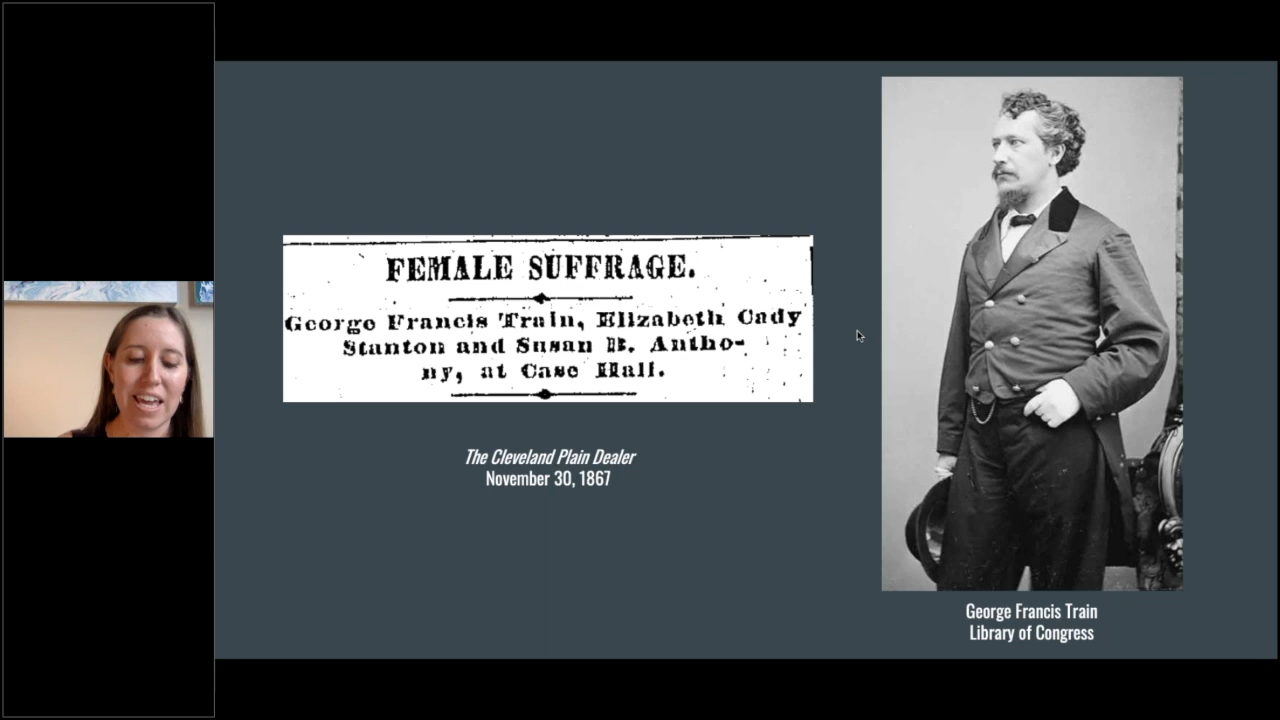 FEMALE SUFFRAGE.
George Francis Train, Elizabeth Cady
Stanton and Susan B. Antho-
ny, at Case Hall.
The Cleveland Plain Dealer
November 30, 1867
George Francis Train
Library of Congress